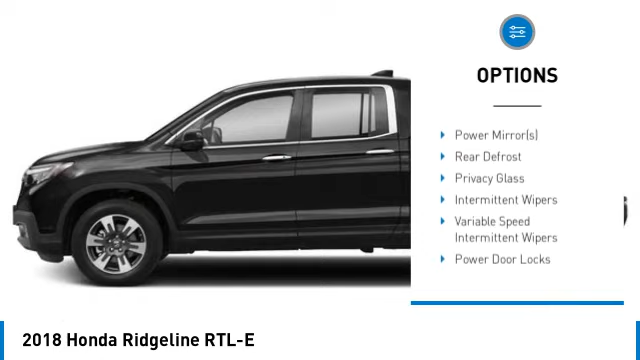 OPTIONS
Power Mirror(s)
Rear Defrost
Privacy Glass
Intermittent Wipers
Variable Speed
Intermittent Wipers
Power Door Locks
2018 Honda Ridgeline RTL-E